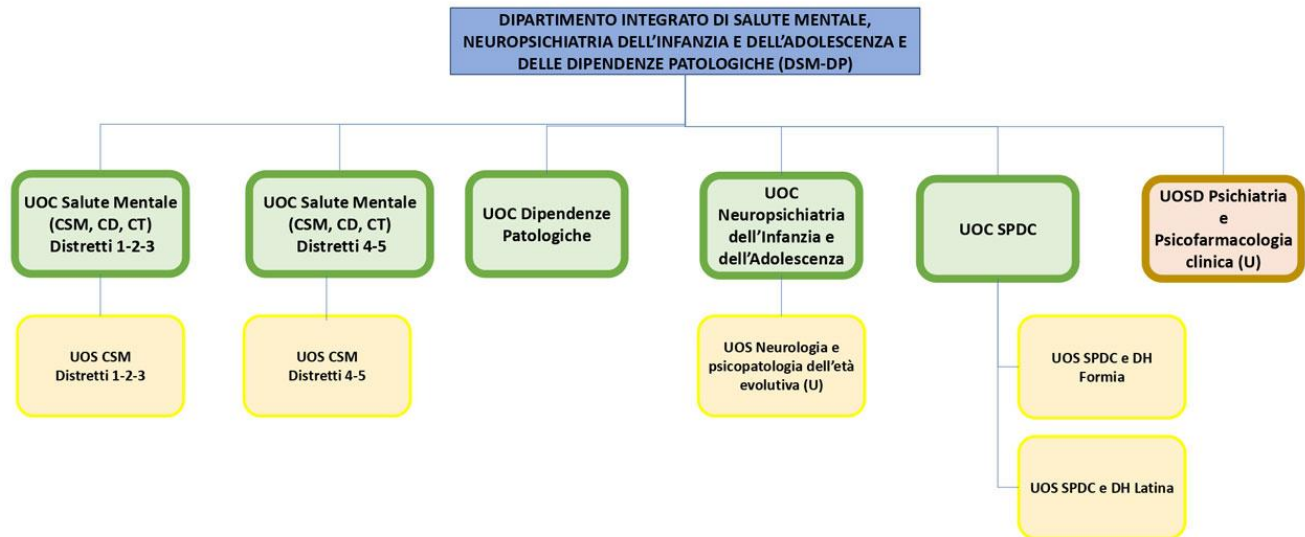 DIPARTIMENTO INTEGRATO DI SALUTE MENTALE,
NEUROPSICHIATRIA DELL'INFANZIA E DELL'ADOLESCENZA E
DELLE DIPENDENZE PATOLOGICHE (DSM-DP)
UOC Salute Mentale
(CSM, CD, CT)
Distretti 1-2-3
UOC Salute Mentale
(CSM, CD, CT)
Distretti 4-5
UOC Dipendenze
Patologiche
UOC
Neuropsichiatria
dell'Infanzia e
dell'Adolescenza
UOC SPDC
UOSD Psichiatria
e
Psicofarmacologia
clinica (U)
UOS CSM
Distretti 1-2-3
UOS CSM
Distretti 4-5
UOS Neurologia e
psicopatologia dell'età
evolutiva (U)
UOS SPDC e DH
Formia
UOS SPDC e DH Latina